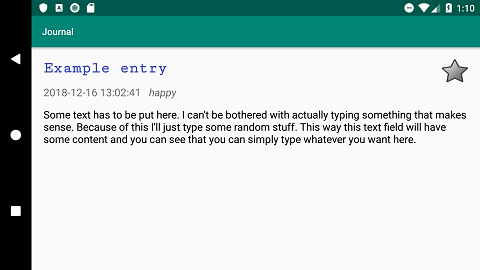 1:10
Journal
Example entry
2018-12-16 13:02:41 happy
Some text has to be put here. I can't be bothered with actually typing something that makes
sense. Because of this I'll just type some random stuff. This way this text field will have
some content and you can see that you can simply type whatever you want here.